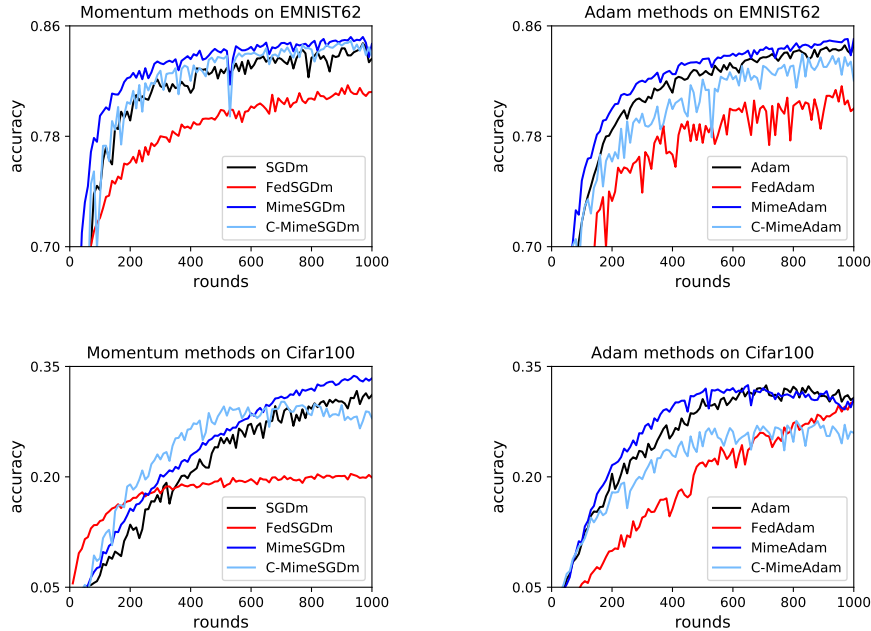 Momentum methods on EMNIST62
0.86
0.78
0.70
accuracy
SGDm
FedSGDm
MimeSGDm
C-MimeSGDm
0 200 400 600 800 1000
rounds
Adam methods on EMNIST62
0.86
0.78
0.70
accuracy
Adam
FedAdam
MimeAdam
C-MimeAdam
0 200 400 600 800 1000
rounds
Momentum methods on Cifar100
0.35
0.20
0.05
accuracy
SGDm
FedSGDm
MimeSGDm
C-MimeSGDm
0 200 400 600 800 1000
rounds
Adam methods on Cifar100
0.35
0.20
0.05
accuracy
Adam
FedAdam
MimeAdam
C-MimeAdam
0 200 400 600 800 1000
rounds